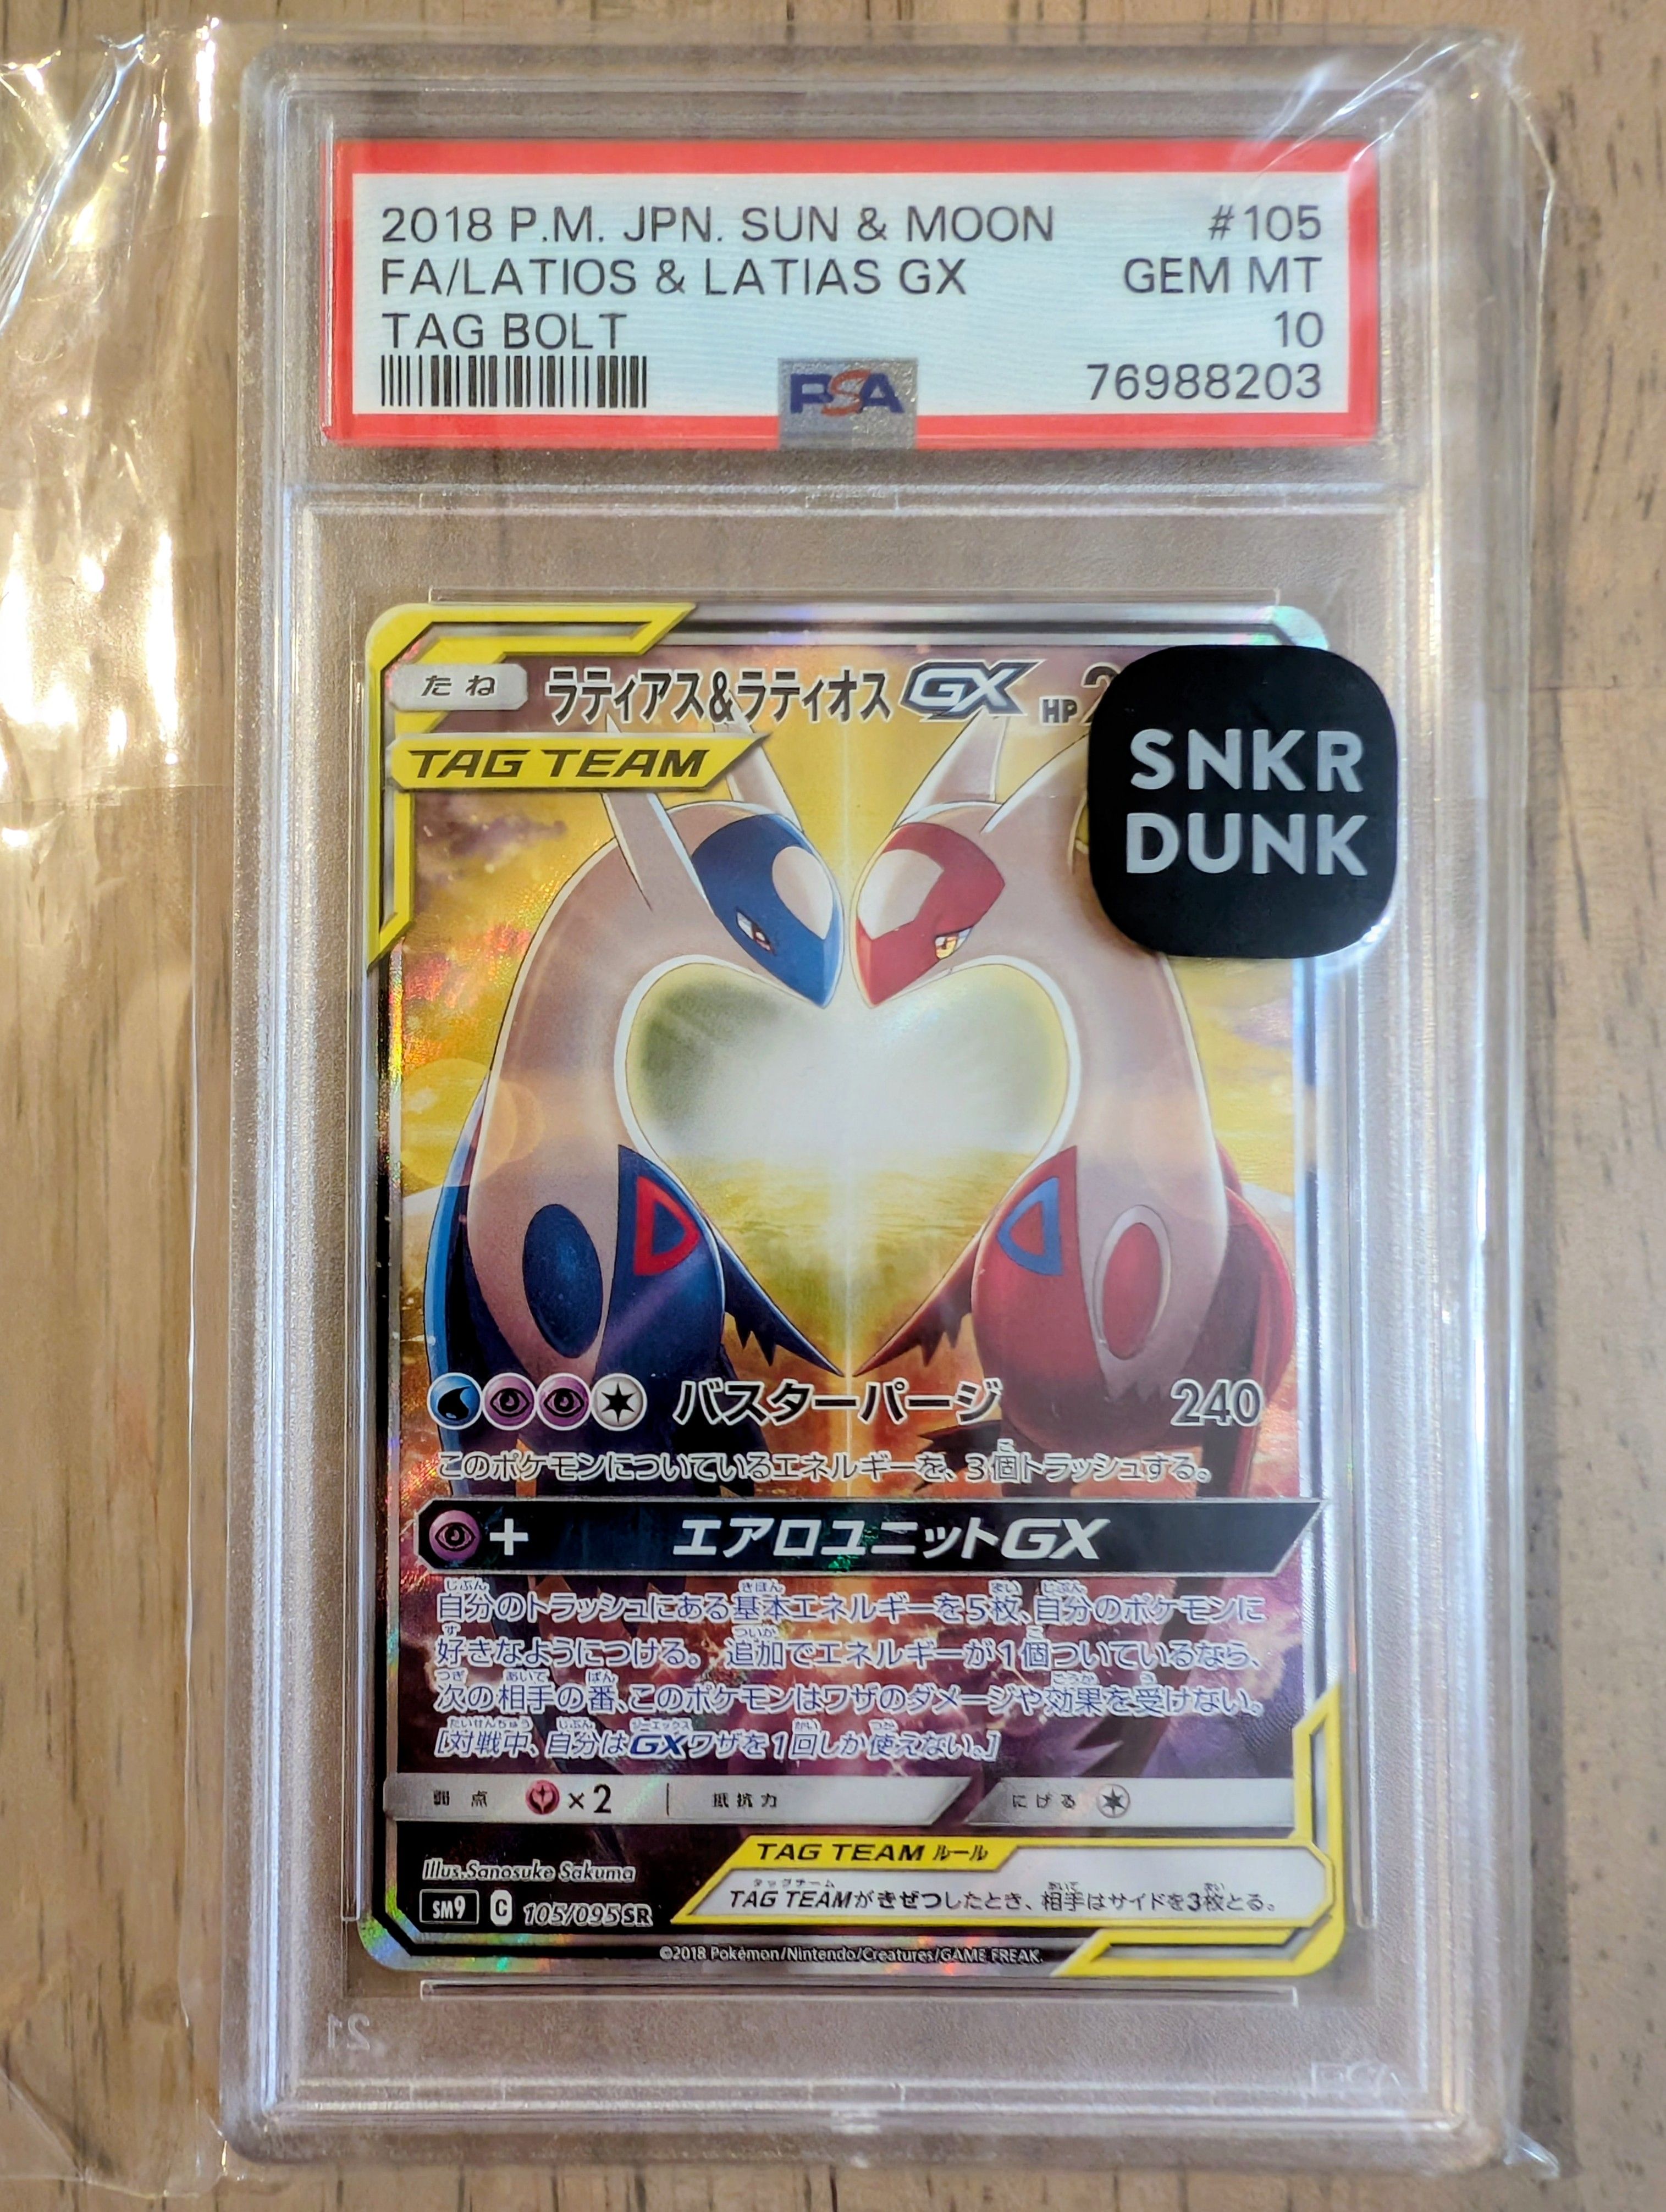 2018 P.M. JPN. SUN & MOON #105
FA/LATIOS & LATIAS GX GEM MT
TAG BOLT 10
PSA 76988203
たね ラティアス&ラティオスGX HP
TAG TEAM
SNKR
DUNK
バスターパージ 240
このポケモンについているエネルギーを、3個トラッシュする。
+ エアロユニットGX
自分のトラッシュにある基本エネルギーを5枚、自分のポケモンに
好きなようにつける。追加でエネルギーが1個ついているなら、
次の相手の番、このポケモンはワザのダメージや効果を受けない。
[対戦中、自分はGXワザを1回しか使えない。]
弱点 ×2 抵抗力 にげる
TAG TEAM ルール
Illus.Sanosuke Sakuma
TAG TEAMがきぜつしたとき、相手はサイドを3枚とる。
SM9 C 105/095 SR
©2018 Pokémon/Nintendo/Creatures/GAME FREAK.